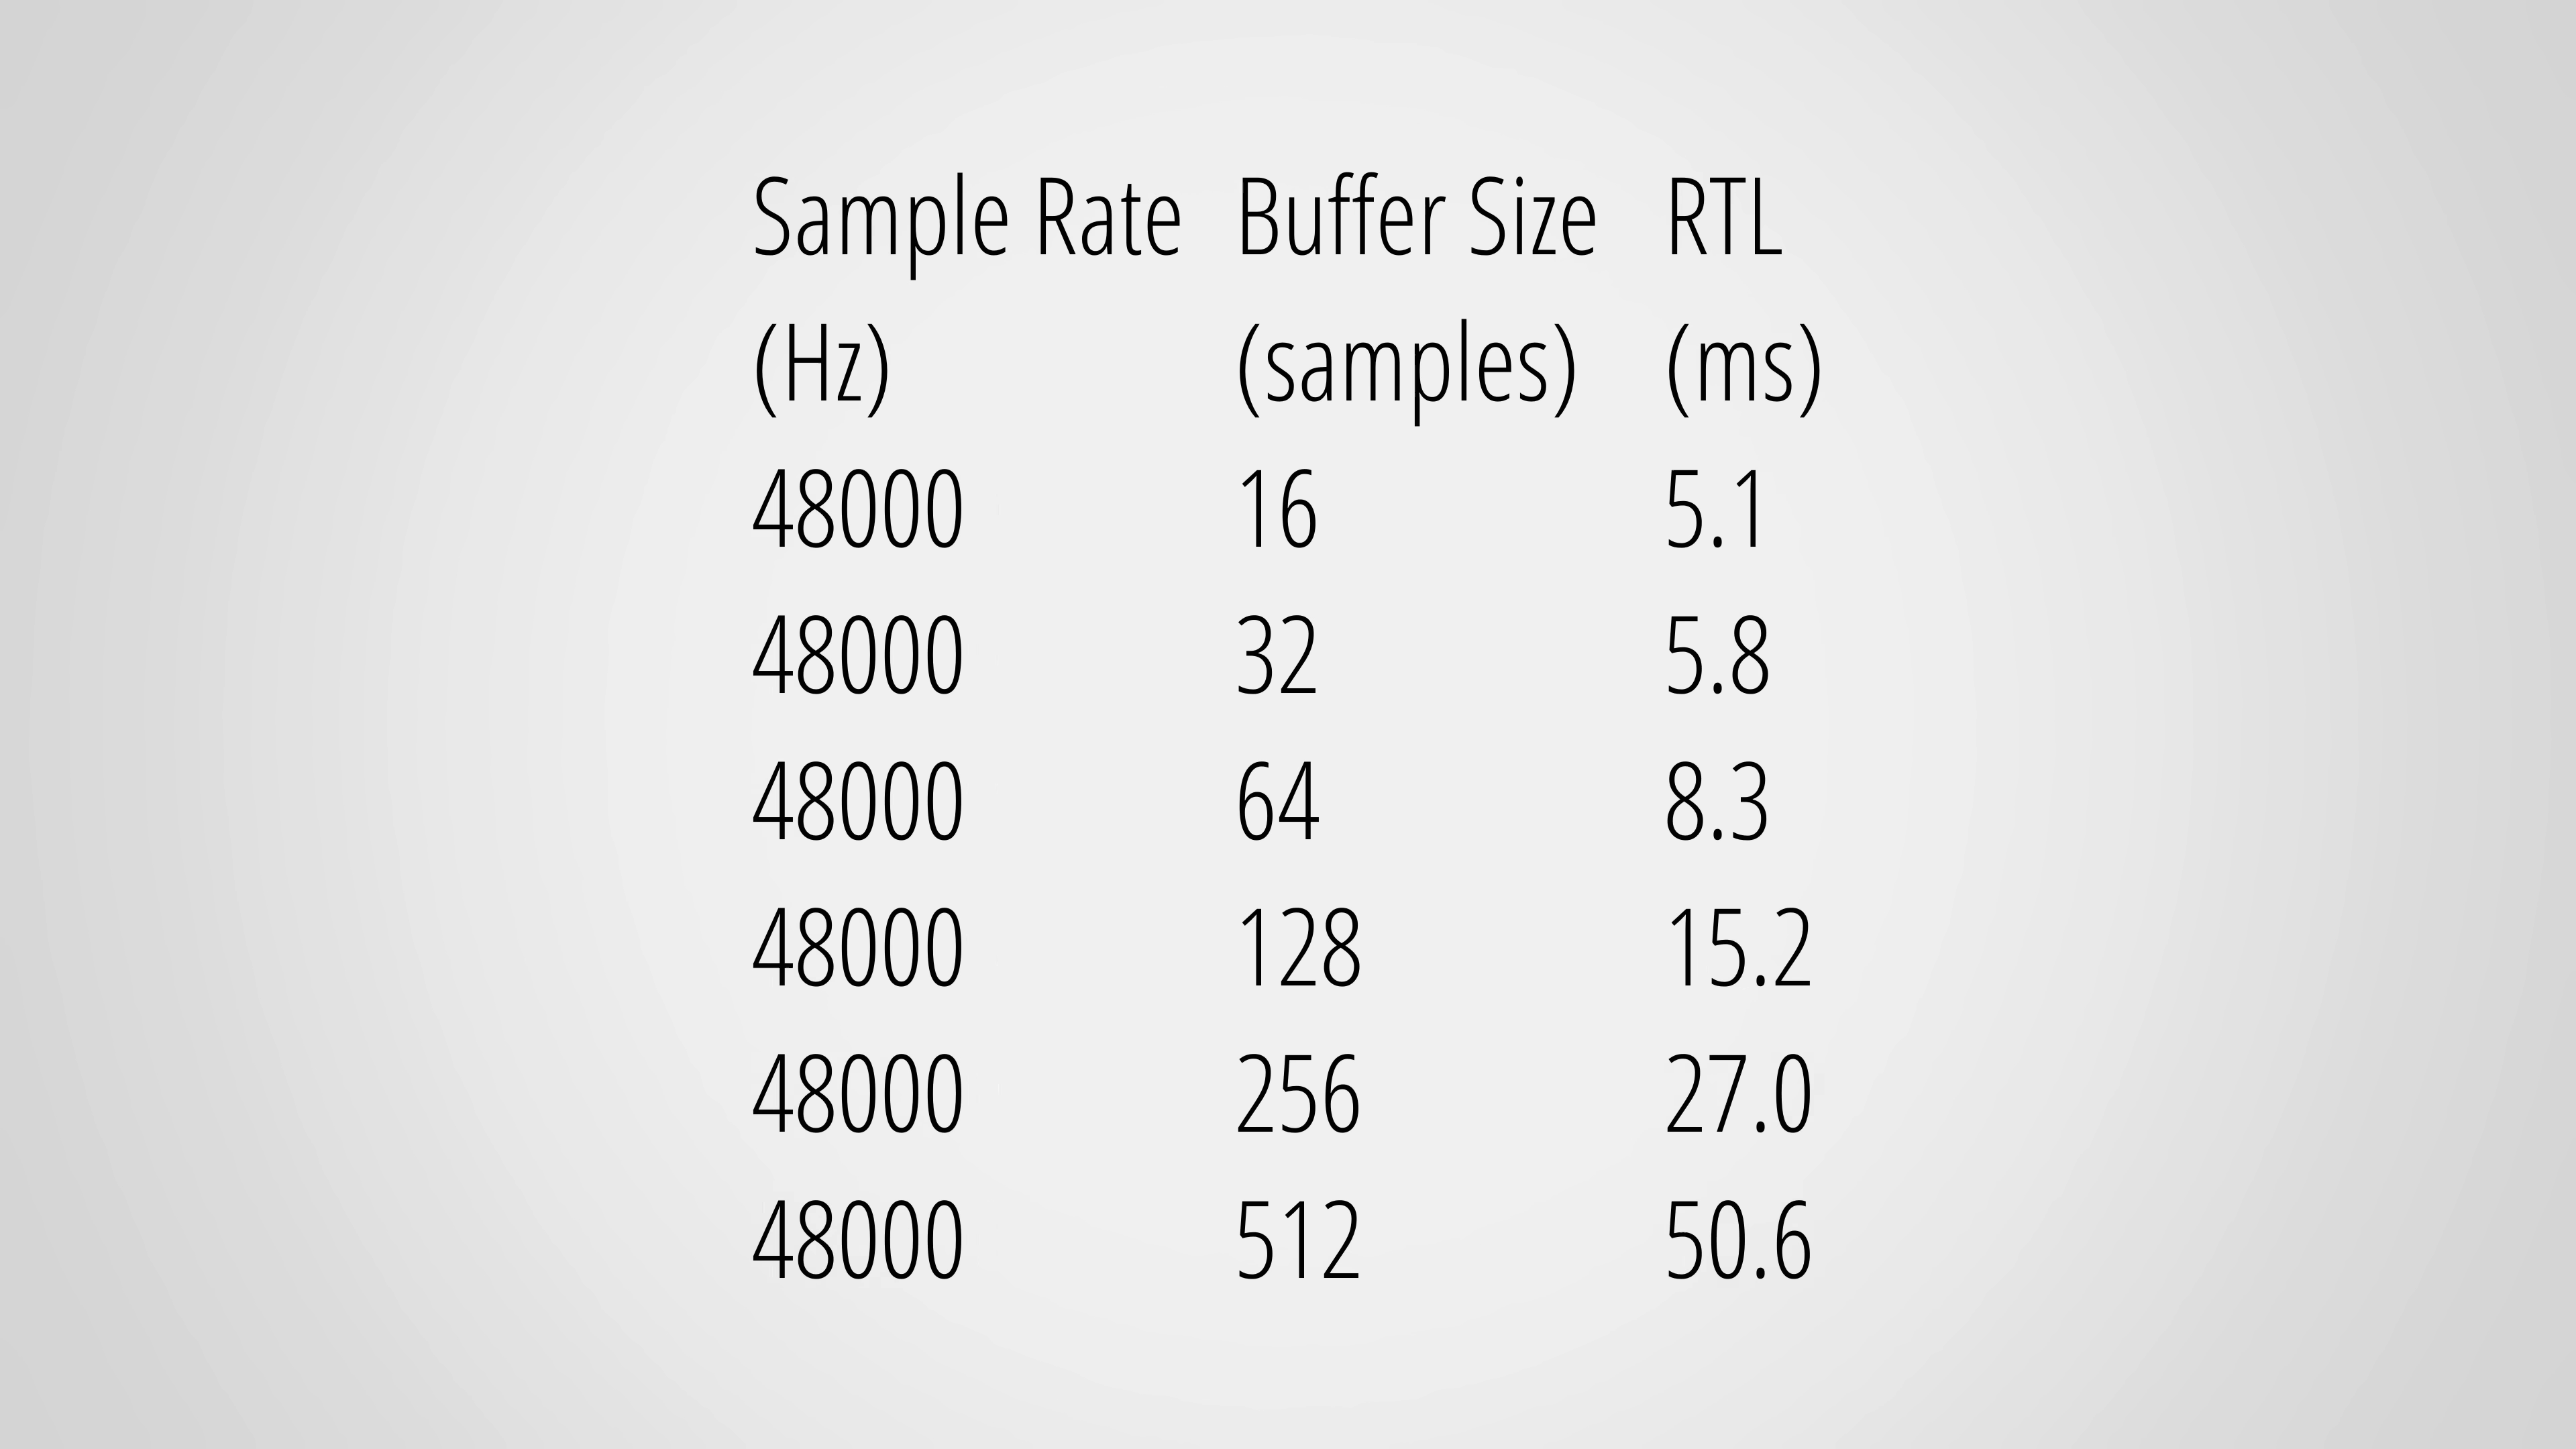 Sample Rate Buffer Size RTL
(Hz) (samples) (ms)
48000 16 5.1
48000 32 5.8
48000 64 8.3
48000 128 15.2
48000 256 27.0
48000 512 50.6